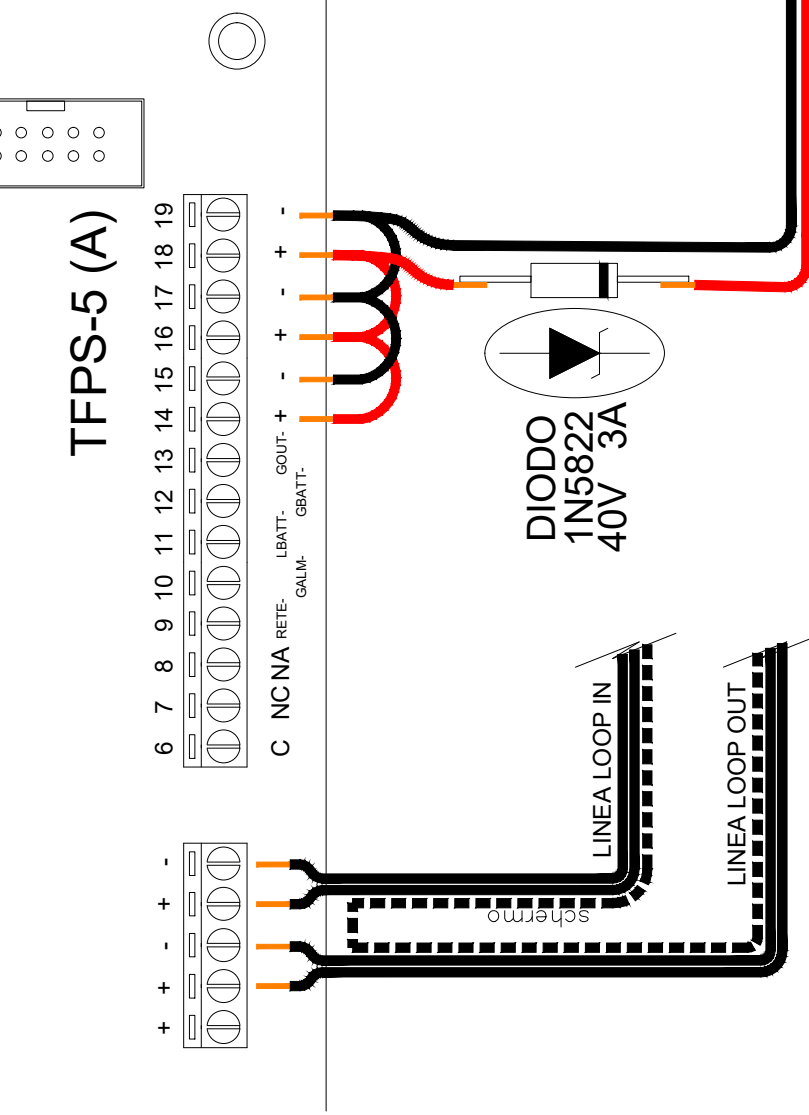 TFPS-5 (A)
19 -
18 +
17 -
16 +
15 -
14 +
13 GOUT-
12 GBATT-
11 LBATT-
10 GALM-
9 RETE-
8 NA
7 NC
6 C
-
+
-
+
+
DIODO
1N5822
40V 3A
LINEA LOOP IN
LINEA LOOP OUT
schermo